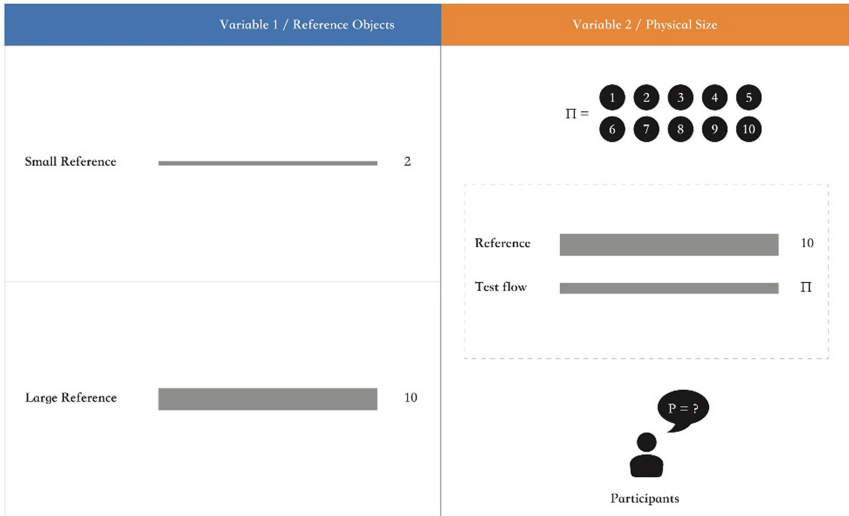 Variable 1 / Reference Objects
Variable 2 / Physical Size
Small Reference 2
Large Reference 10
Π = 1 2 3 4 5
6 7 8 9 10
Reference 10
Test flow Π
P = ?
Participants